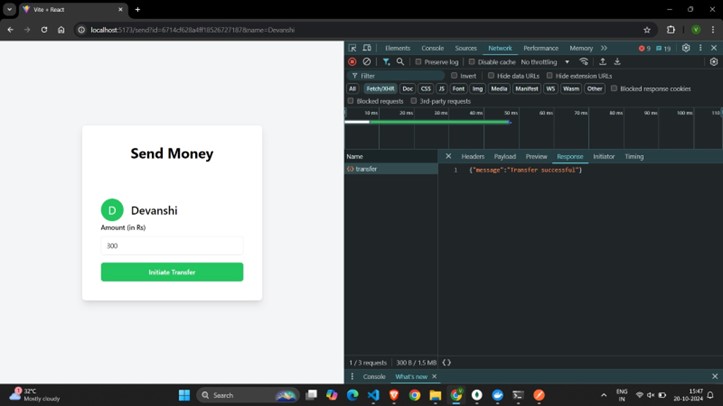 Vite + React
localhost:5173/send?id=6714cf628a4ff185267271878&name=Devanshi
Elements Console Sources Network Performance Memory 9 19
Preserve log Disable cache No throttling
Filter Invert Hide data URLs Hide extension URLs
All Fetch/XHR Doc CSS JS Font Img Media Manifest WS Wasm Other Blocked response cookies
Blocked requests 3rd-party requests
10 ms 20 ms 30 ms 40 ms 50 ms 60 ms 70 ms 80 ms 90 ms 100 ms 110
Name Headers Payload Preview Response Initiator Timing
transfer
1 {"message":"Transfer successful"}
Send Money
D Devanshi
Amount (in Rs)
300
Initiate Transfer
1 / 3 requests 300 B / 1.5 MB
Console What's new
1 32°C
Mostly cloudy
Search
ENG
IN
15:47
20-10-2024